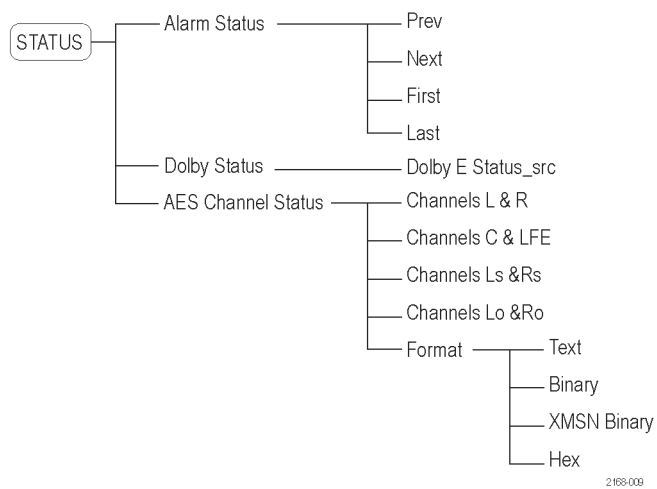 STATUS
Alarm Status
Prev
Next
First
Last
Dolby Status
Dolby E Status_src
AES Channel Status
Channels L & R
Channels C & LFE
Channels Ls &Rs
Channels Lo &Ro
Format
Text
Binary
XMSN Binary
Hex
2168-009